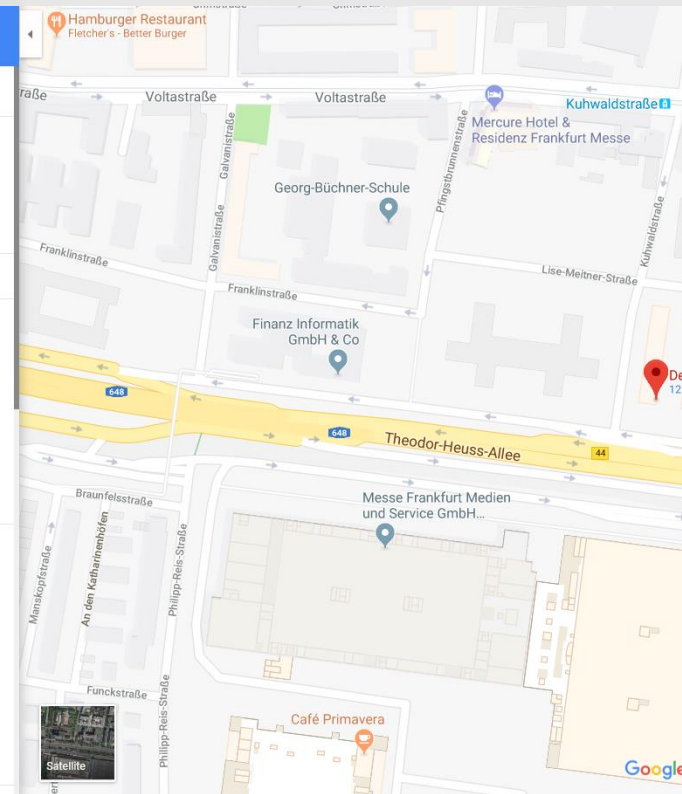 Hamburger Restaurant
Fletcher's - Better Burger
raße
Voltastraße
Voltastraße
Kuhwaldstraße
Mercure Hotel &
Residenz Frankfurt Messe
Galvanistraße
Pfingstbrunnenstraße
Georg-Büchner-Schule
Kuhwaldstraße
Galvanistraße
Franklinstraße
Lise-Meitner-Straße
Franklinstraße
Finanz Informatik
GmbH & Co
De
12
648
648
Theodor-Heuss-Allee
44
Braunfelsstraße
Messe Frankfurt Medien
und Service GmbH...
Manskopfstraße
An den Katharinenhöfen
Philipp-Reis-Straße
Funckstraße
Philipp-Reis-Straße
Café Primavera
Satellite
Google